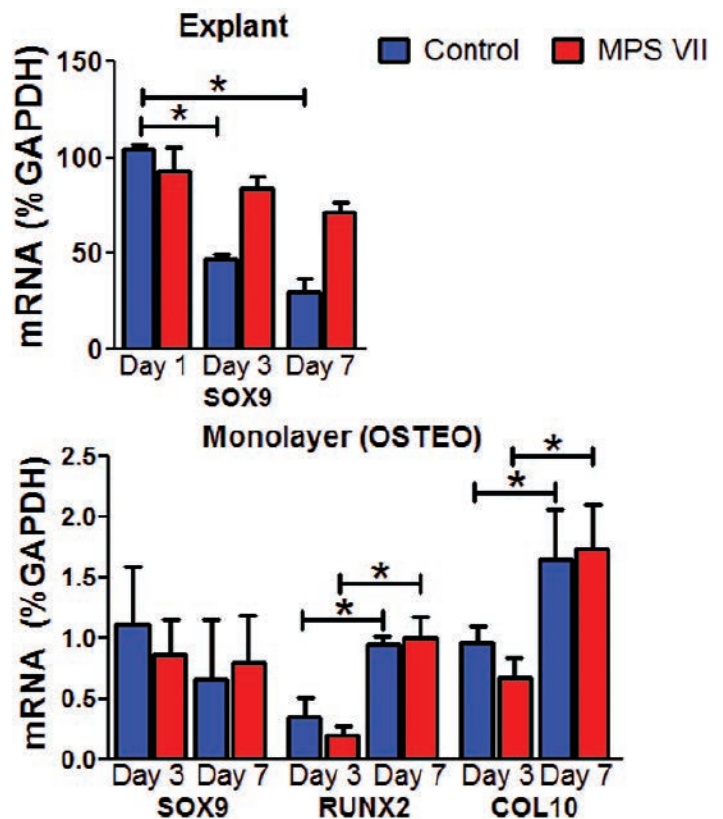 Explant
Control MPS VII
mRNA (% GAPDH)
150
*
*
100
50
0
Day 1 Day 3 Day 7
SOX9
Monolayer (OSTEO)
mRNA (% GAPDH)
2.5
*
*
2.0
1.5
*
*
1.0
0.5
0.0
Day 3 Day 7 Day 3 Day 7 Day 3 Day 7
SOX9 RUNX2 COL10